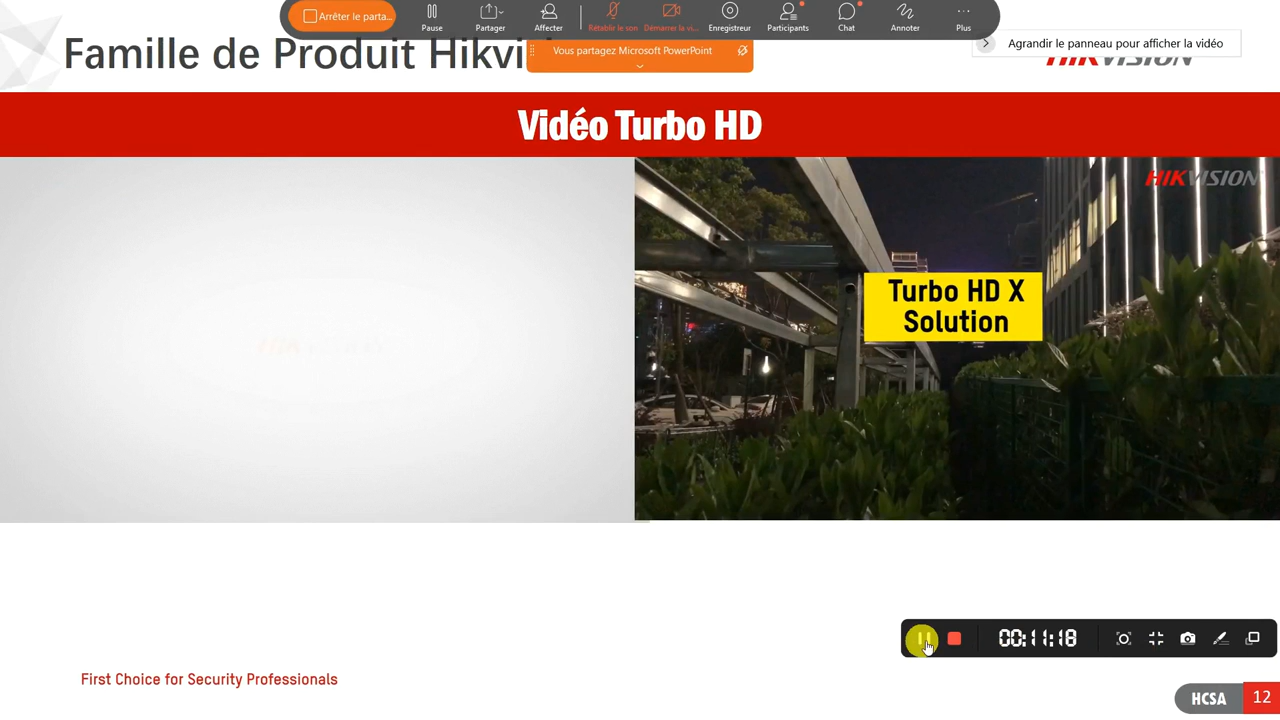 Arrêter le parta...
Pause
Partager
Affecter
Rétablir le son
Démarrer la vi...
Enregistreur
Participants
Chat
Annoter
Plus
Vous partagez Microsoft PowerPoint
Agrandir le panneau pour afficher la vidéo
Famille de Produit Hikvi
HIKVISION
Vidéo Turbo HD
HIKVISION
Turbo HD X
Solution
00:11:18
First Choice for Security Professionals
HCSA
12